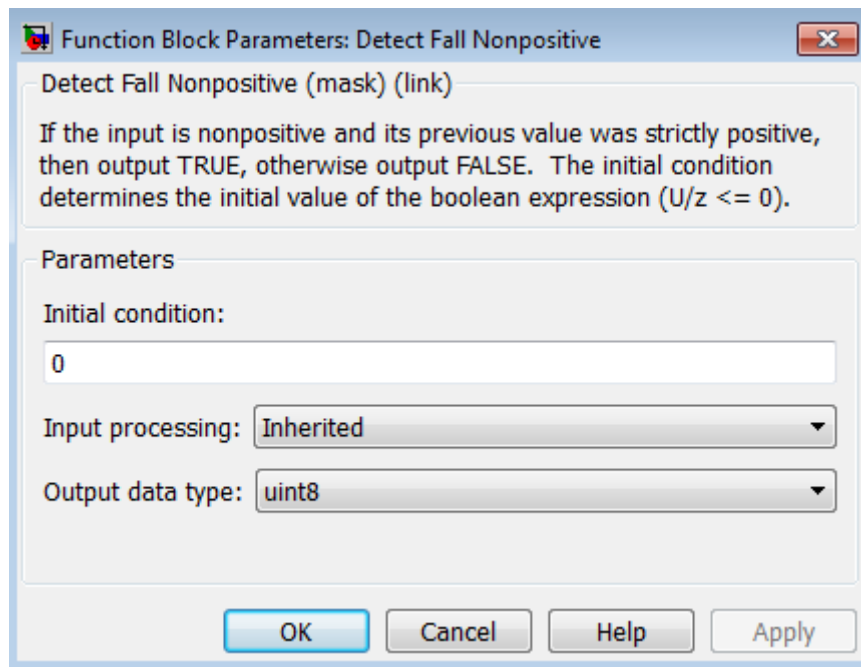 Function Block Parameters: Detect Fall Nonpositive
Detect Fall Nonpositive (mask) (link)
If the input is nonpositive and its previous value was strictly positive,
then output TRUE, otherwise output FALSE.  The initial condition
determines the initial value of the boolean expression (U/z <= 0).
Parameters
Initial condition:
0
Input processing: Inherited
Output data type: uint8
OK Cancel Help Apply